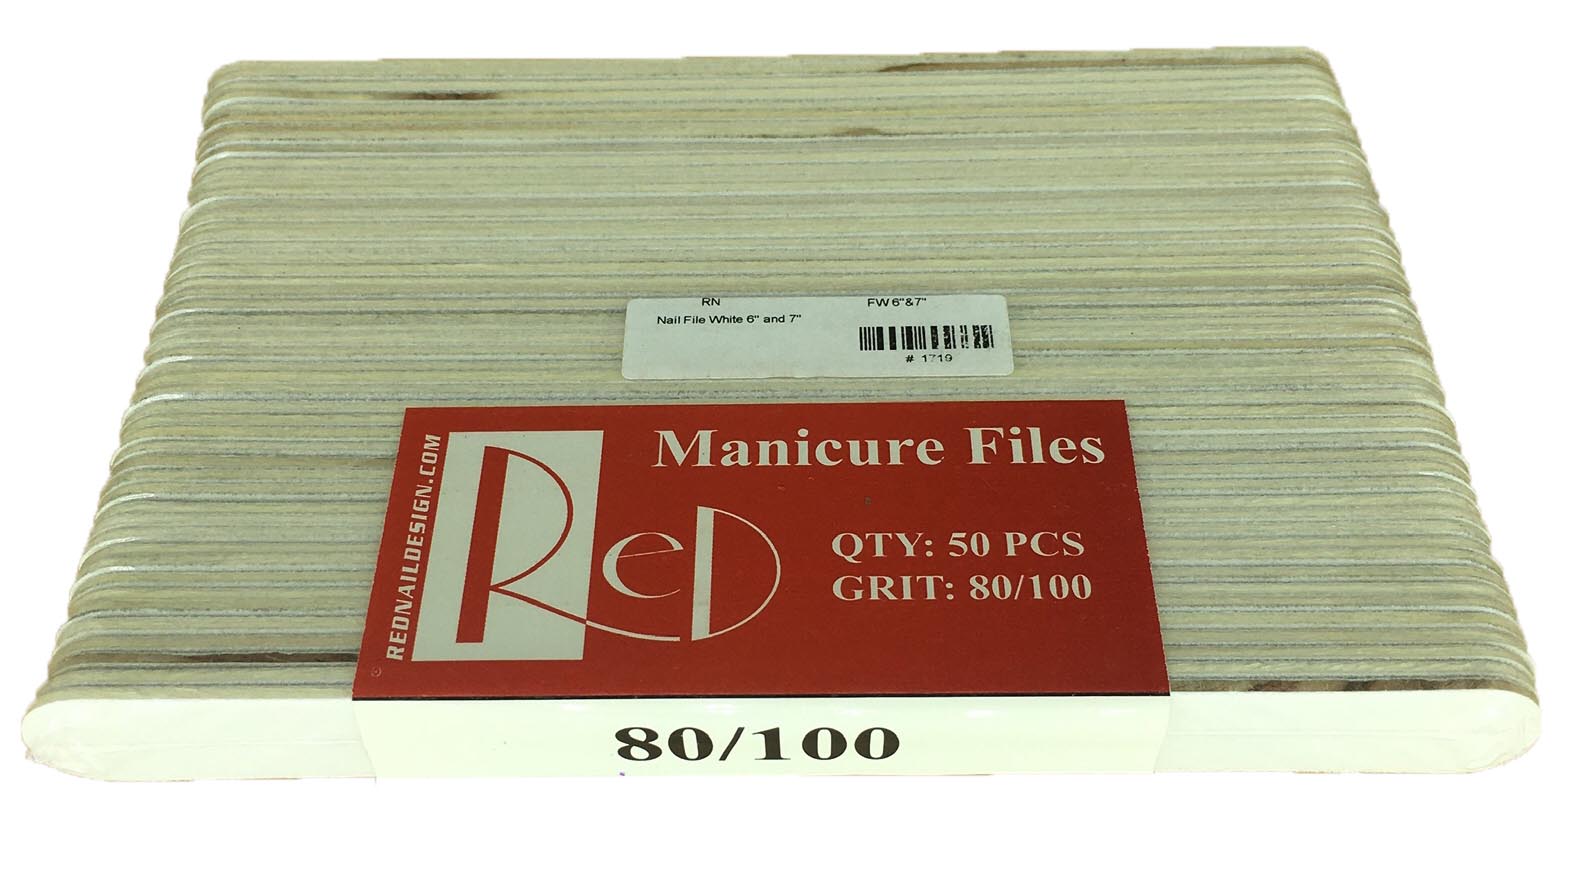 RN FW 6"&7"
Nail File White 6" and 7"
# 1719
Manicure Files
REDNAILDESIGN.COM
ReD
QTY: 50 PCS
GRIT: 80/100
80/100